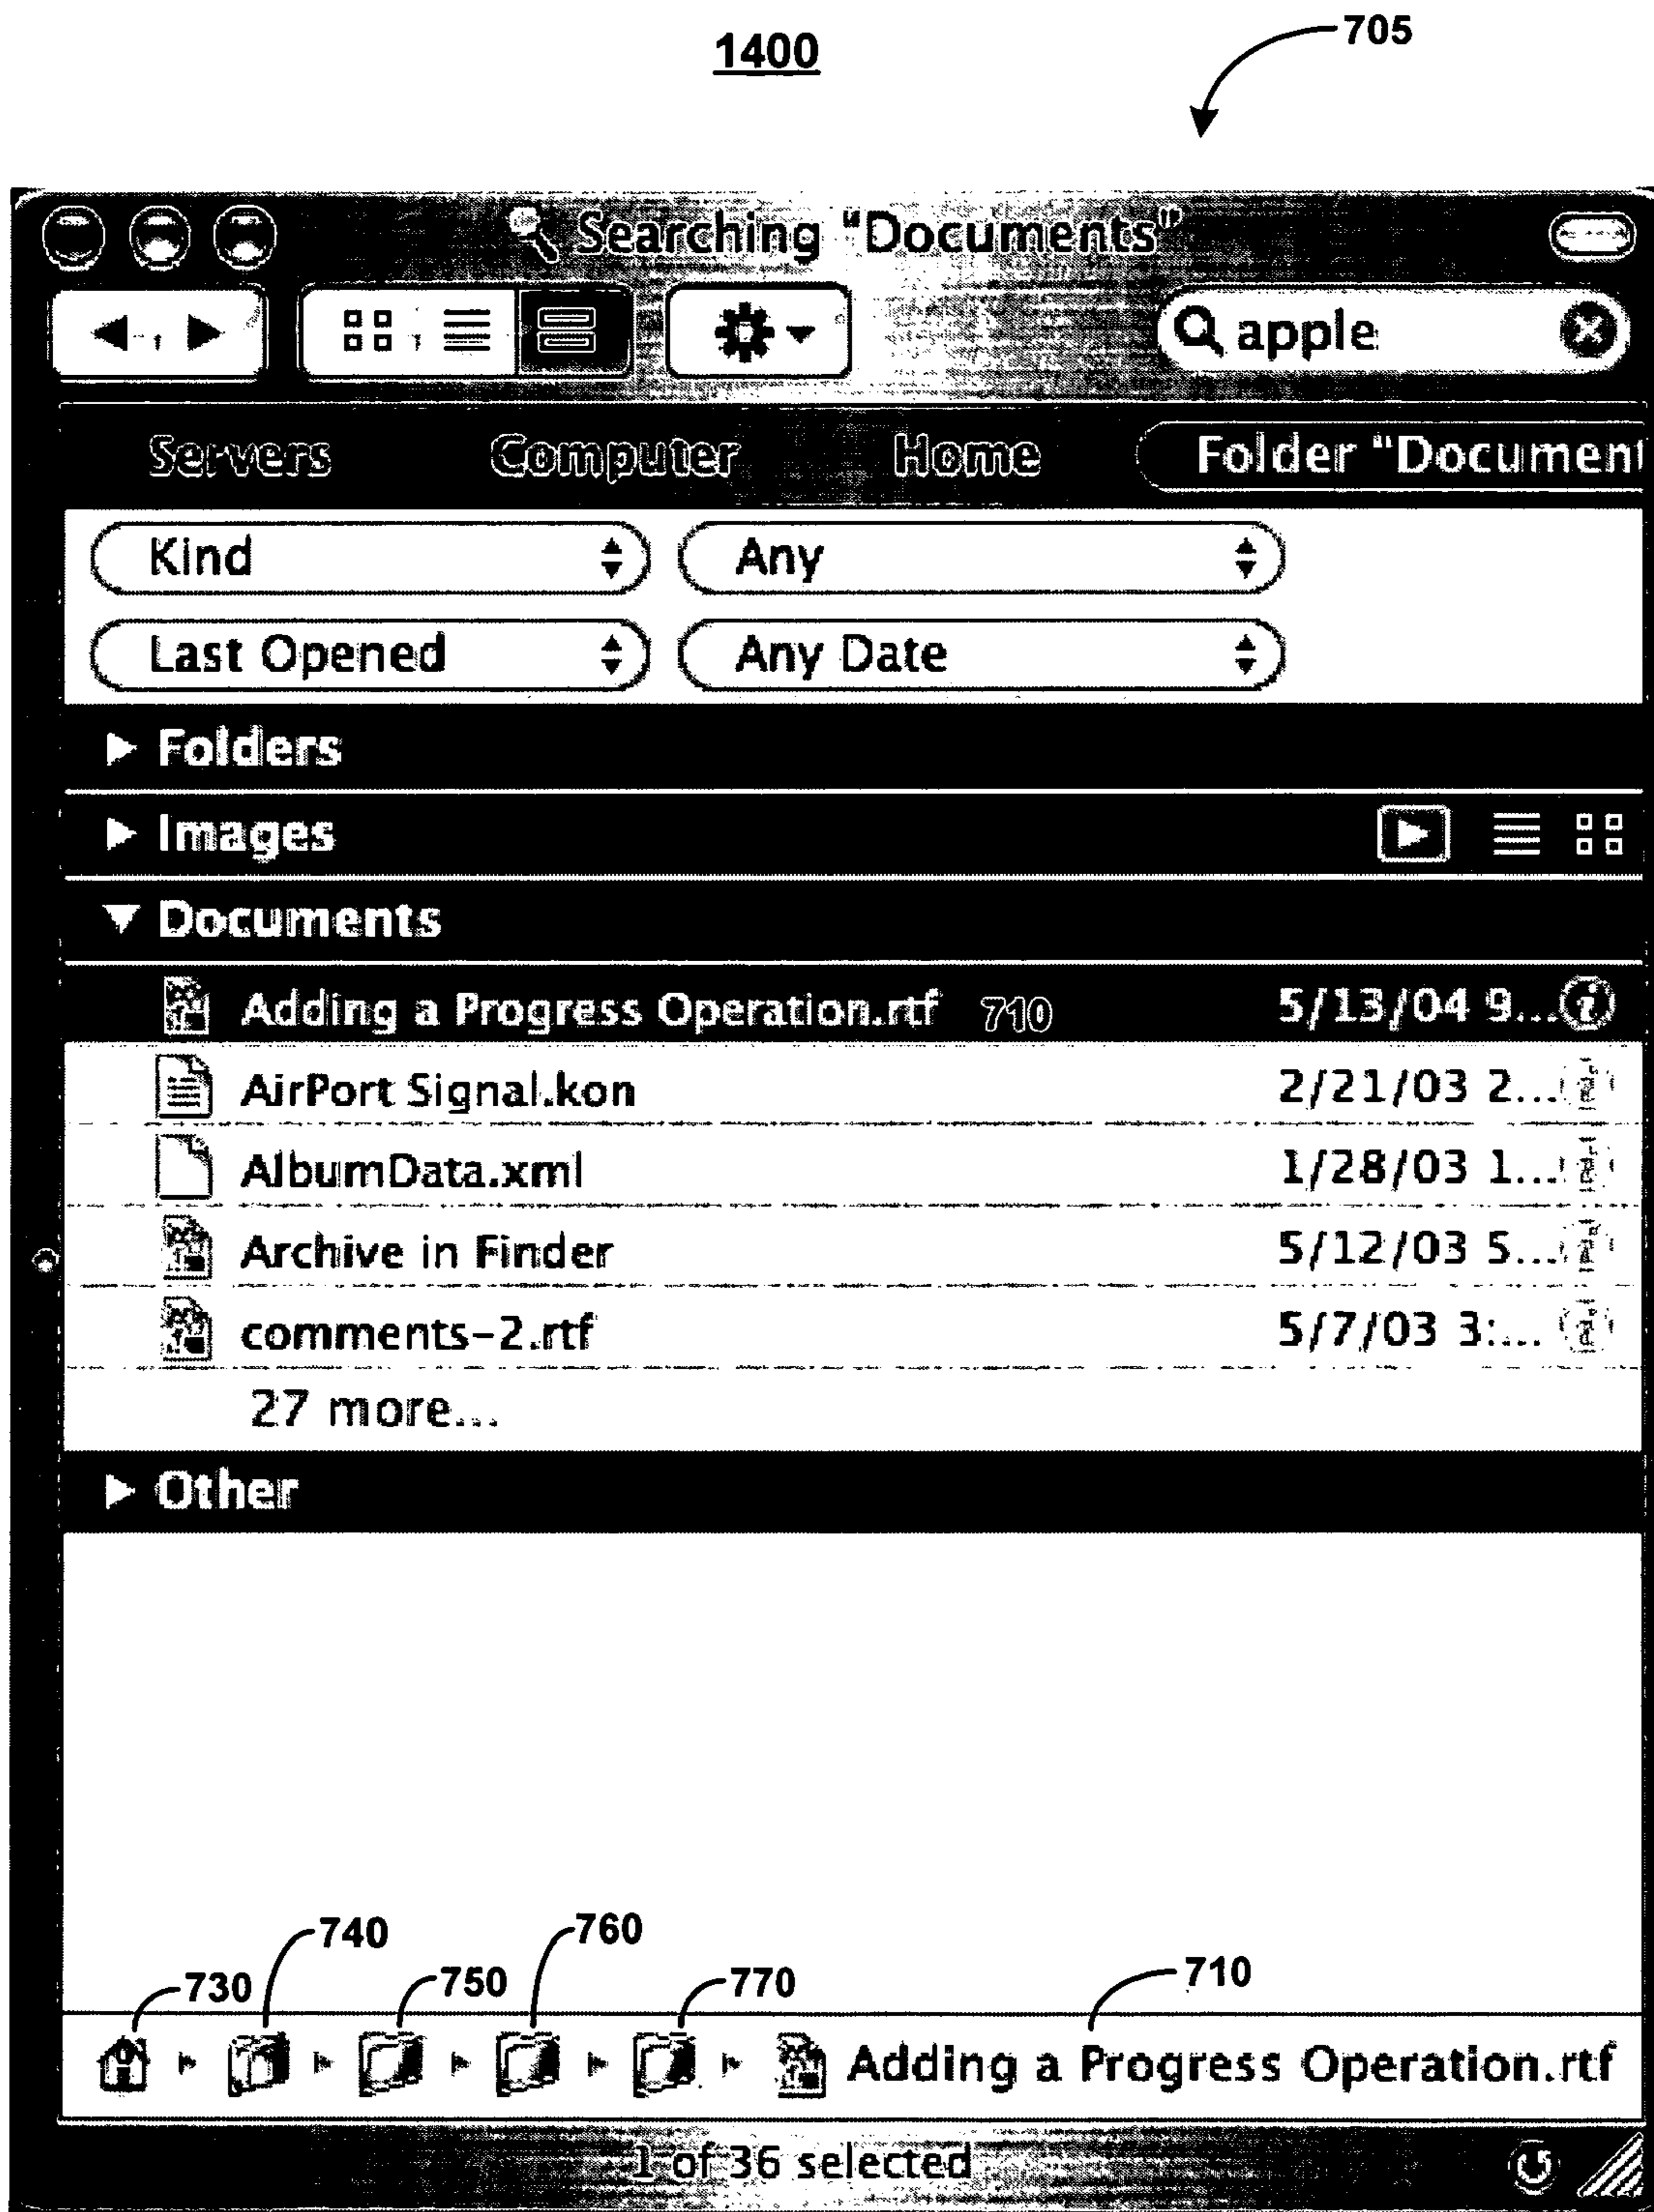 1400
705
Searching "Documents"
apple
Servers Computer Home Folder "Document
Kind Any
Last Opened Any Date
Folders
Images
Documents
Adding a Progress Operation.rtf 710 5/13/04 9...
AirPort Signal.kon 2/21/03 2...
AlbumData.xml 1/28/03 1...
Archive in Finder 5/12/03 5...
comments-2.rtf 5/7/03 3:...
27 more...
Other
740 760
730 750 770 710
Adding a Progress Operation.rtf
1 of 36 selected